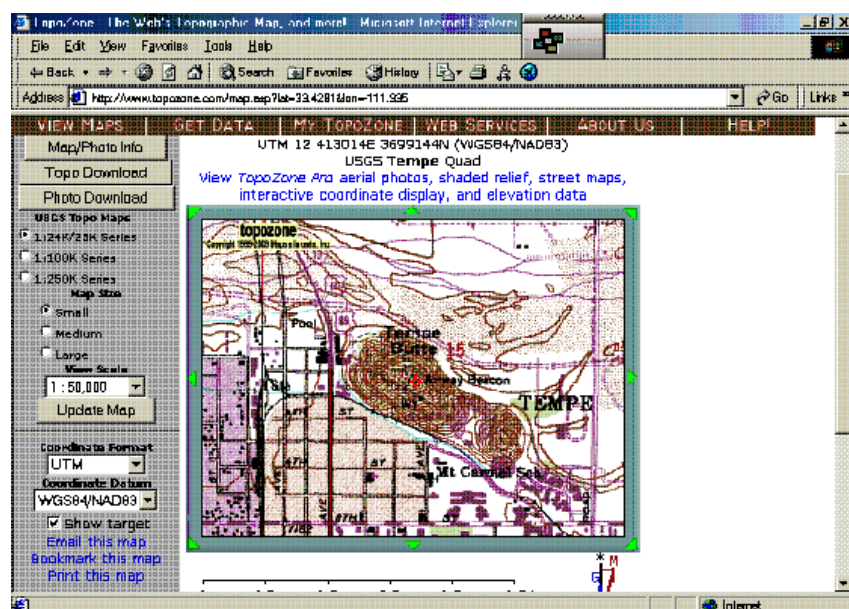 TopoZone - The Web's Topographic Map, and more! - Microsoft Internet Explorer
File Edit View Favorites Tools Help
Back Search Favorites History
Address http://www.topozone.com/map.asp?lat=33.4281&lon=-111.935 Go Links
VIEW MAPS | GET DATA | MY TOPOZONE | WEB SERVICES | ABOUT US | HELP!
Map/Photo Info
Topo Download
Photo Download
USGS Topo Maps
1:24K/25K Series
1:100K Series
1:250K Series
Map Size
Small
Medium
Large
View Scale
1 : 50,000
Update Map
Coordinate Format
UTM
Coordinate Datum
WGS84/NAD83
Show target
Email this map
Bookmark this map
Print this map
UTM 12 413014E 3699144N (WGS84/NAD83)
USGS Tempe Quad
View TopoZone Pro aerial photos, shaded relief, street maps,
interactive coordinate display, and elevation data
topozone
Pool
Tempe
Butte 15
Airway Beacon
TEMPE
ST
AVE
Mt Carmel Sch
ROAD
M
G
Internet